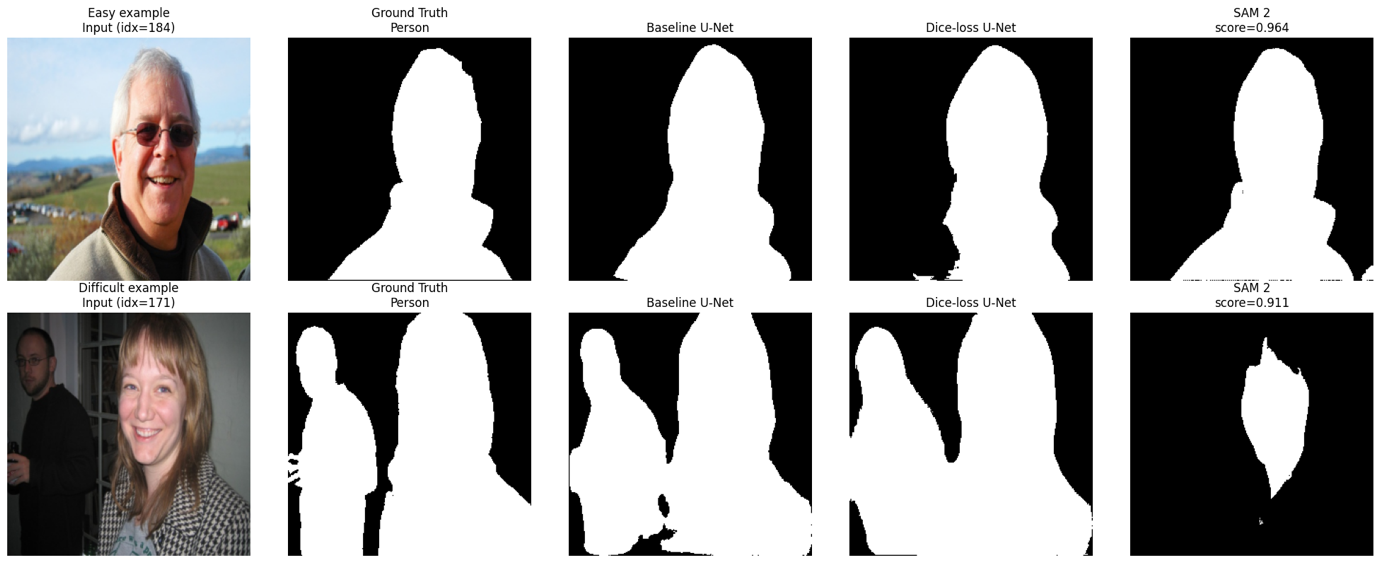 Easy example
Input (idx=184)
Ground Truth
Person
Baseline U-Net
Dice-loss U-Net
SAM 2
score=0.964
Difficult example
Input (idx=171)
Ground Truth
Person
Baseline U-Net
Dice-loss U-Net
SAM 2
score=0.911